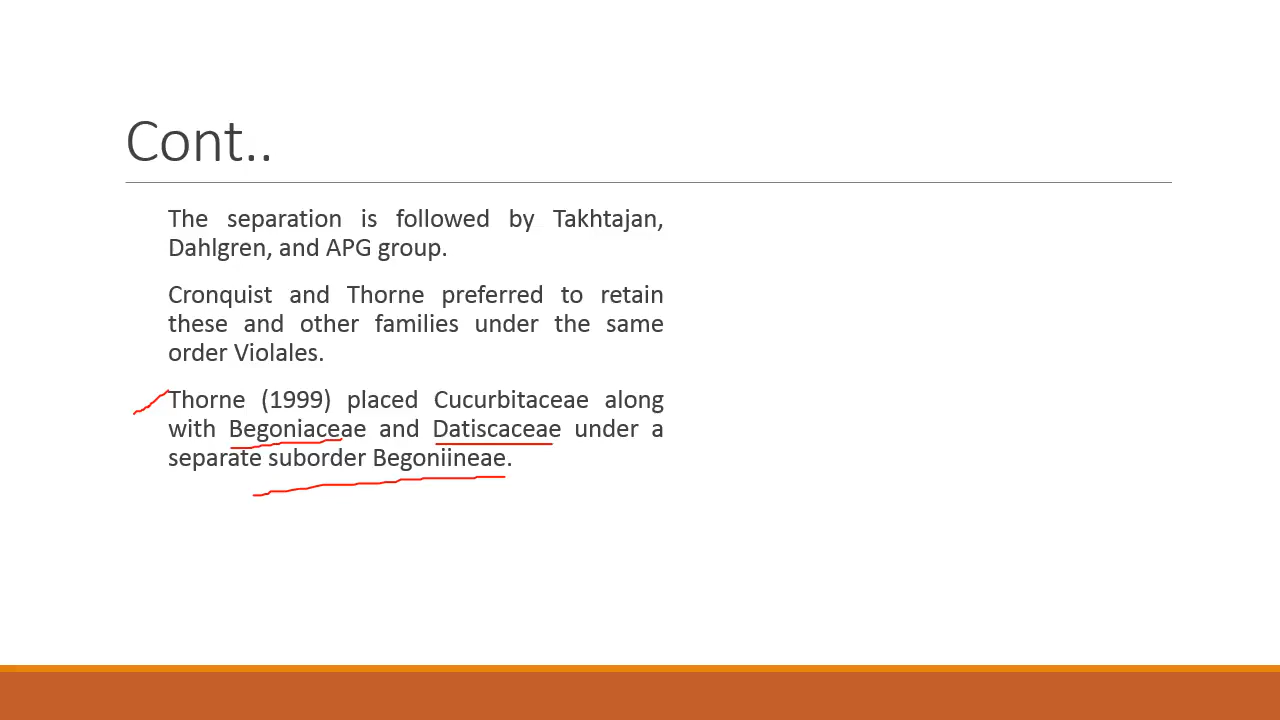 Cont..
The separation is followed by Takhtajan,
Dahlgren, and APG group.
Cronquist and Thorne preferred to retain
these and other families under the same
order Violales.
Thorne (1999) placed Cucurbitaceae along
with Begoniaceae and Datiscaceae under a
separate suborder Begoniineae.